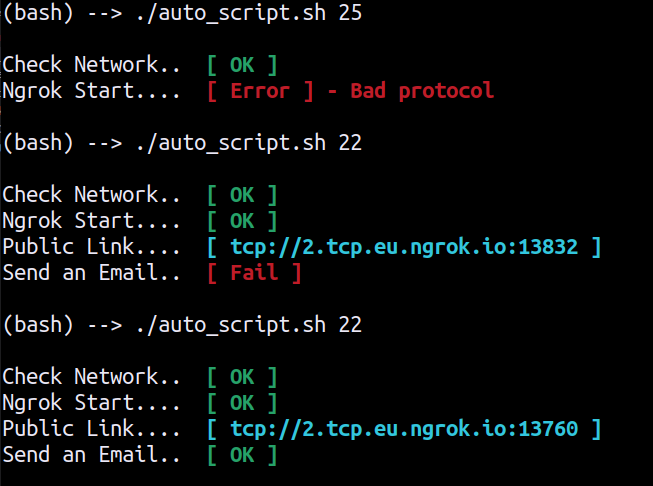 (bash) --> ./auto_script.sh 25
Check Network..  [ OK ]
Ngrok Start....  [ Error ] - Bad protocol
(bash) --> ./auto_script.sh 22
Check Network..  [ OK ]
Ngrok Start....  [ OK ]
Public Link....  [ tcp://2.tcp.eu.ngrok.io:13832 ]
Send an Email..  [ Fail ]
(bash) --> ./auto_script.sh 22
Check Network..  [ OK ]
Ngrok Start....  [ OK ]
Public Link....  [ tcp://2.tcp.eu.ngrok.io:13760 ]
Send an Email..  [ OK ]